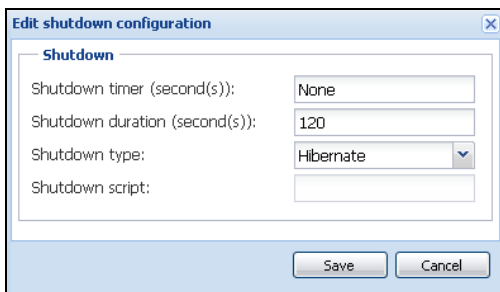 Edit shutdown configuration
Shutdown
Shutdown timer (second(s)): None
Shutdown duration (second(s)): 120
Shutdown type: Hibernate
Shutdown script:
Save Cancel